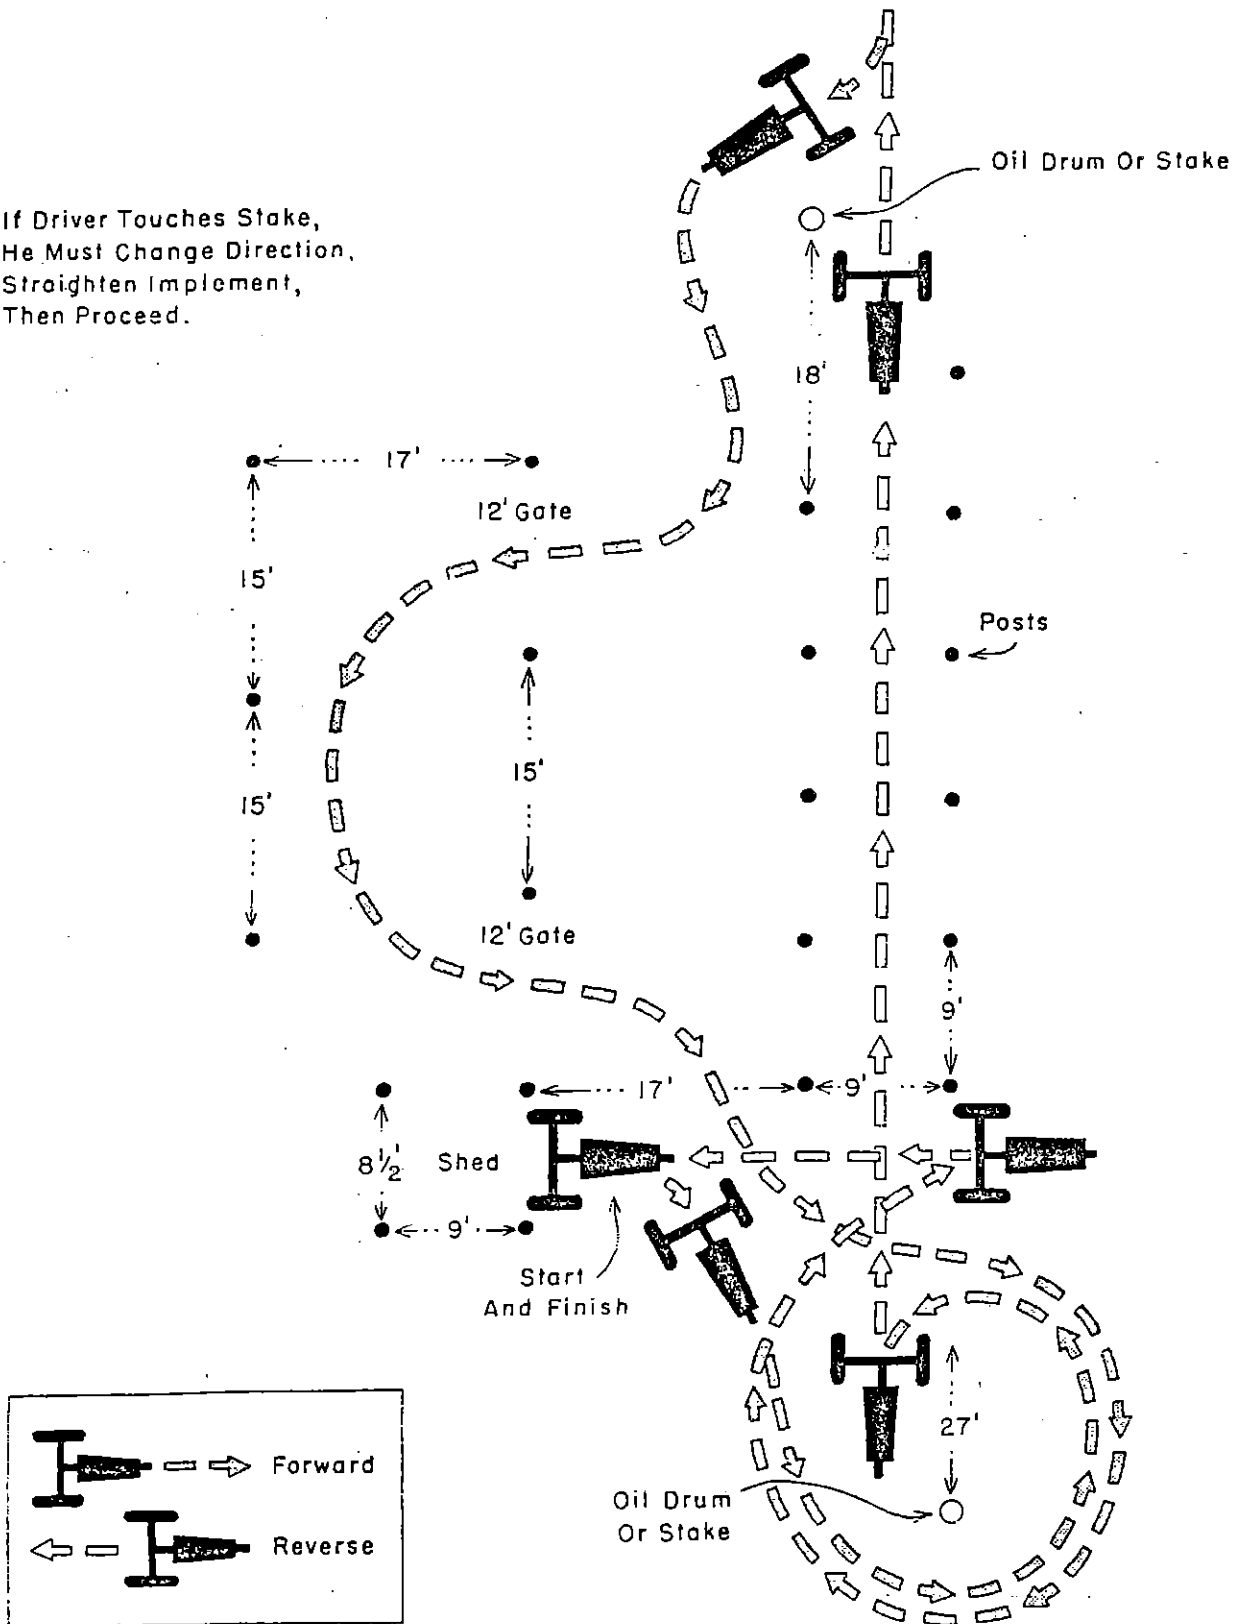 Oil Drum Or Stake
If Driver Touches Stake,
He Must Change Direction,
Straighten Implement,
Then Proceed.
18'
17'
12' Gate
15'
Posts
15'
15'
12' Gate
9'
17'
9'
8½'
Shed
9'
Start
And Finish
27'
Forward
Oil Drum
Or Stake
Reverse